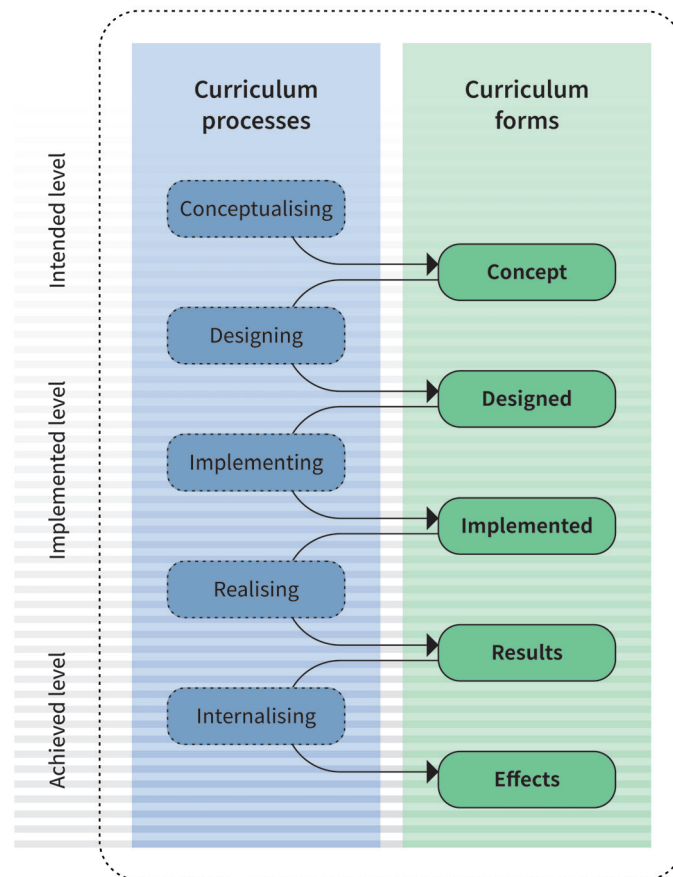 Curriculum
processes
Curriculum
forms
Intended level
Conceptualising
Concept
Designing
Designed
Implemented level
Implementing
Implemented
Realising
Results
Achieved level
Internalising
Effects